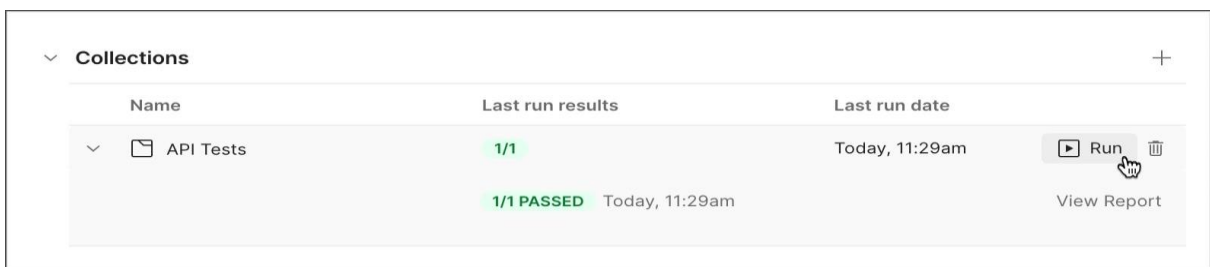 Collections
Name Last run results Last run date
API Tests 1/1 Today, 11:29am Run
1/1 PASSED Today, 11:29am View Report